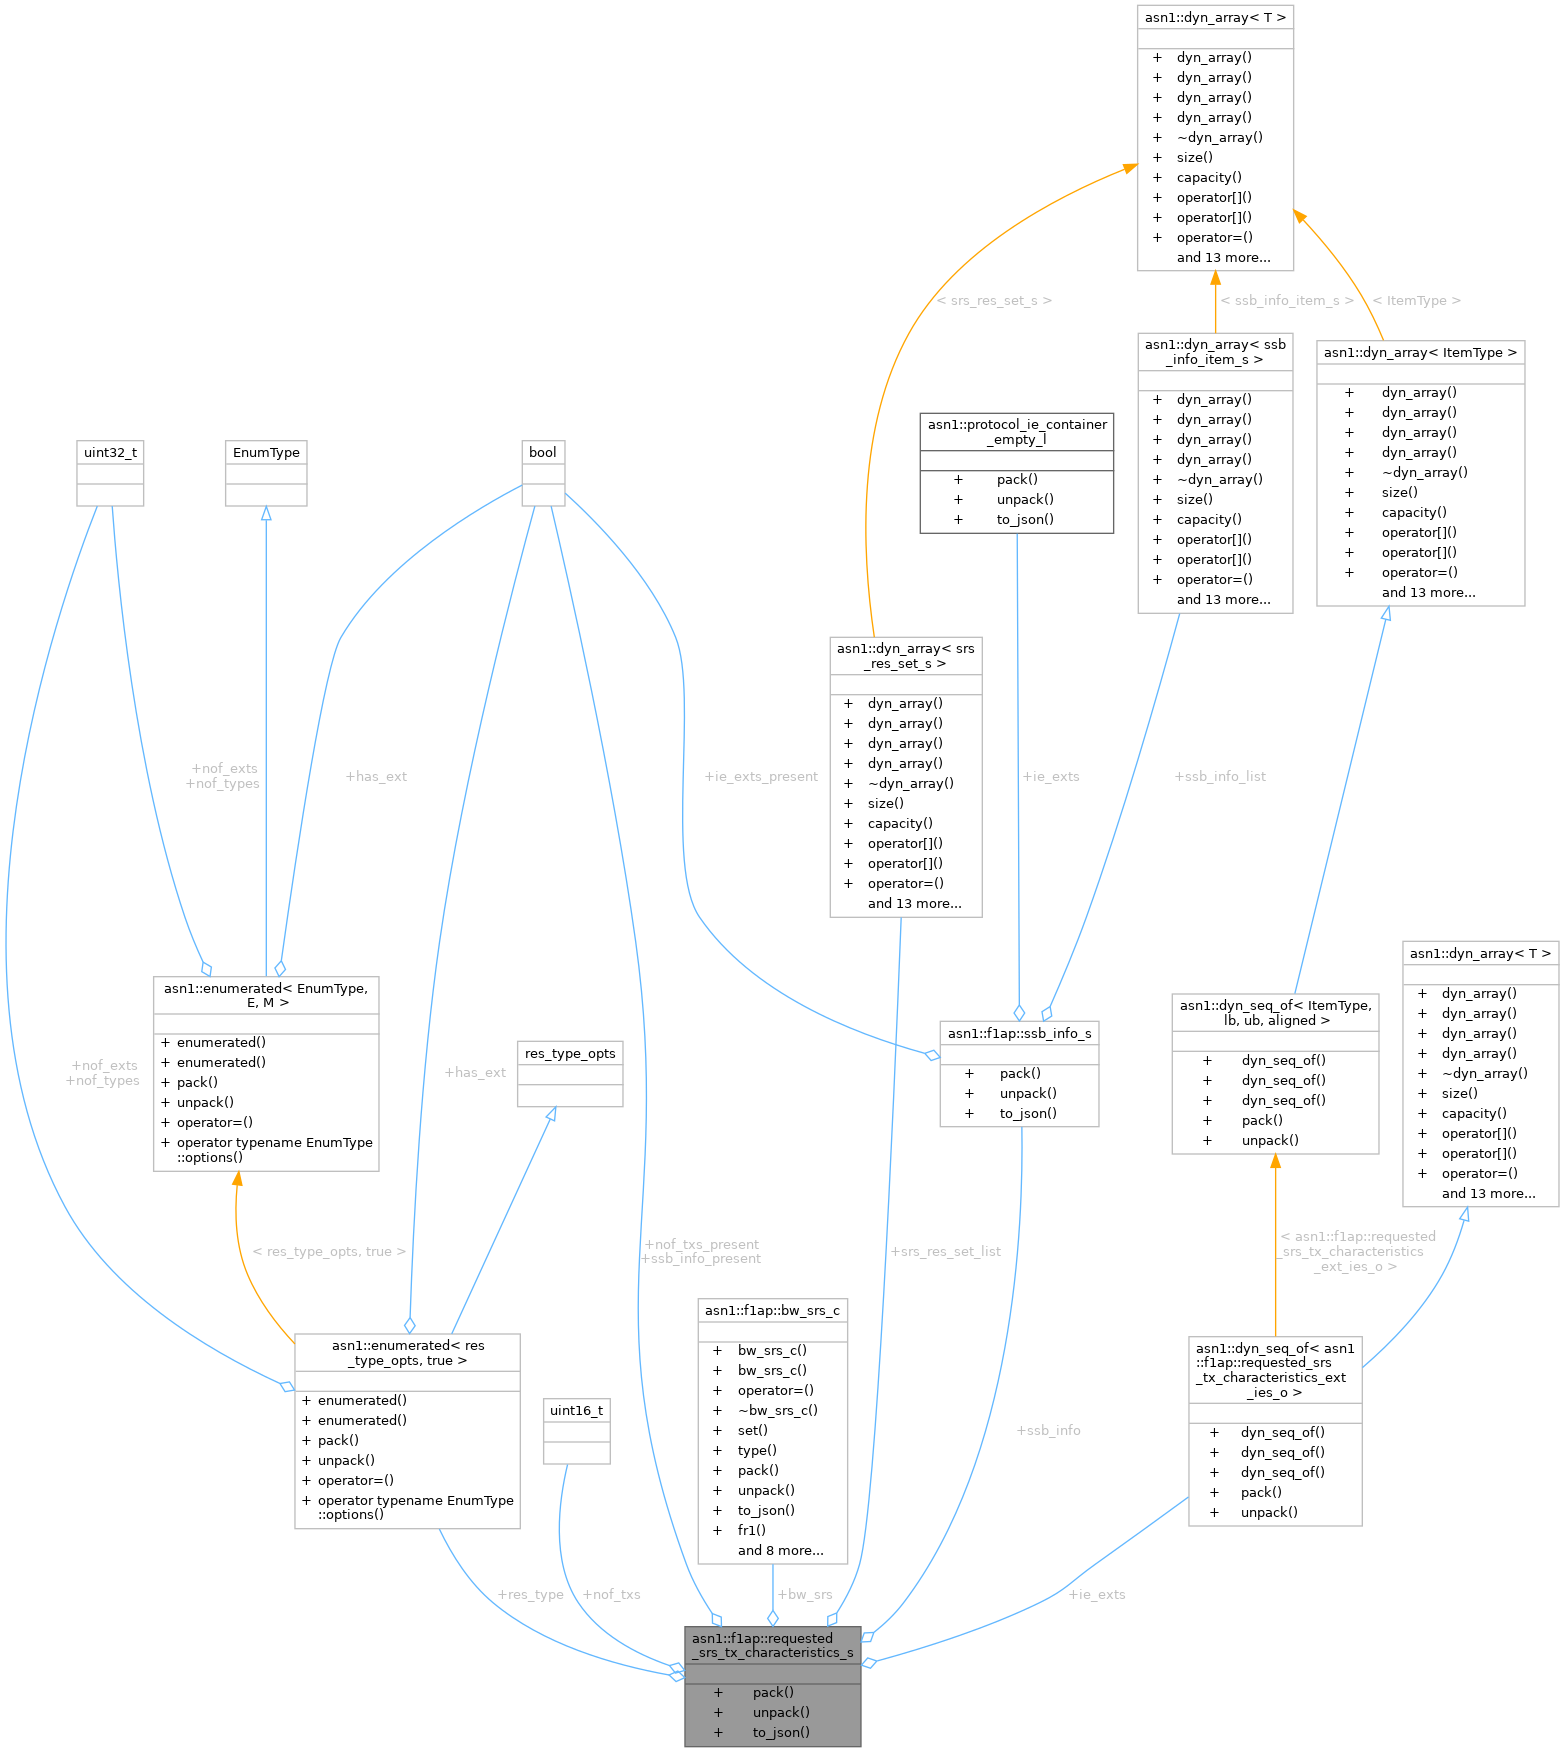 asn1::dyn_array< T >
+ dyn_array()
+ dyn_array()
+ dyn_array()
+ dyn_array()
+ ~dyn_array()
+ size()
+ capacity()
+ operator[]()
+ operator[]()
+ operator=()
and 13 more...
< srs_res_set_s >
< ssb_info_item_s >
< ItemType >
asn1::dyn_array< ssb
_info_item_s >
+ dyn_array()
+ dyn_array()
+ dyn_array()
+ dyn_array()
+ ~dyn_array()
+ size()
+ capacity()
+ operator[]()
+ operator[]()
+ operator=()
and 13 more...
asn1::dyn_array< ItemType >
+ dyn_array()
+ dyn_array()
+ dyn_array()
+ dyn_array()
+ ~dyn_array()
+ size()
+ capacity()
+ operator[]()
+ operator[]()
+ operator=()
and 13 more...
asn1::protocol_ie_container
_empty_l
+ pack()
+ unpack()
+ to_json()
uint32_t
EnumType
bool
asn1::dyn_array< srs
_res_set_s >
+ dyn_array()
+ dyn_array()
+ dyn_array()
+ dyn_array()
+ ~dyn_array()
+ size()
+ capacity()
+ operator[]()
+ operator[]()
+ operator=()
and 13 more...
+nof_exts
+nof_types
+has_ext
+ie_exts_present
+ie_exts
+ssb_info_list
asn1::enumerated< EnumType,
E, M >
+ enumerated()
+ enumerated()
+ pack()
+ unpack()
+ operator=()
+ operator typename EnumType
::options()
+nof_exts
+nof_types
+has_ext
res_type_opts
asn1::f1ap::ssb_info_s
+ pack()
+ unpack()
+ to_json()
asn1::dyn_seq_of< ItemType,
lb, ub, aligned >
+ dyn_seq_of()
+ dyn_seq_of()
+ dyn_seq_of()
+ pack()
+ unpack()
asn1::dyn_array< T >
+ dyn_array()
+ dyn_array()
+ dyn_array()
+ dyn_array()
+ ~dyn_array()
+ size()
+ capacity()
+ operator[]()
+ operator[]()
+ operator=()
and 13 more...
< res_type_opts, true >
+nof_txs_present
+ssb_info_present
+srs_res_set_list
< asn1::f1ap::requested
_srs_tx_characteristics
_ext_ies_o >
asn1::enumerated< res
_type_opts, true >
+ enumerated()
+ enumerated()
+ pack()
+ unpack()
+ operator=()
+ operator typename EnumType
::options()
uint16_t
asn1::f1ap::bw_srs_c
+ bw_srs_c()
+ bw_srs_c()
+ operator=()
+ ~bw_srs_c()
+ set()
+ type()
+ pack()
+ unpack()
+ to_json()
+ fr1()
and 8 more...
+ssb_info
asn1::dyn_seq_of< asn1
::f1ap::requested_srs
_tx_characteristics_ext
_ies_o >
+ dyn_seq_of()
+ dyn_seq_of()
+ dyn_seq_of()
+ pack()
+ unpack()
+res_type
+nof_txs
+bw_srs
+ie_exts
asn1::f1ap::requested
_srs_tx_characteristics_s
+ pack()
+ unpack()
+ to_json()